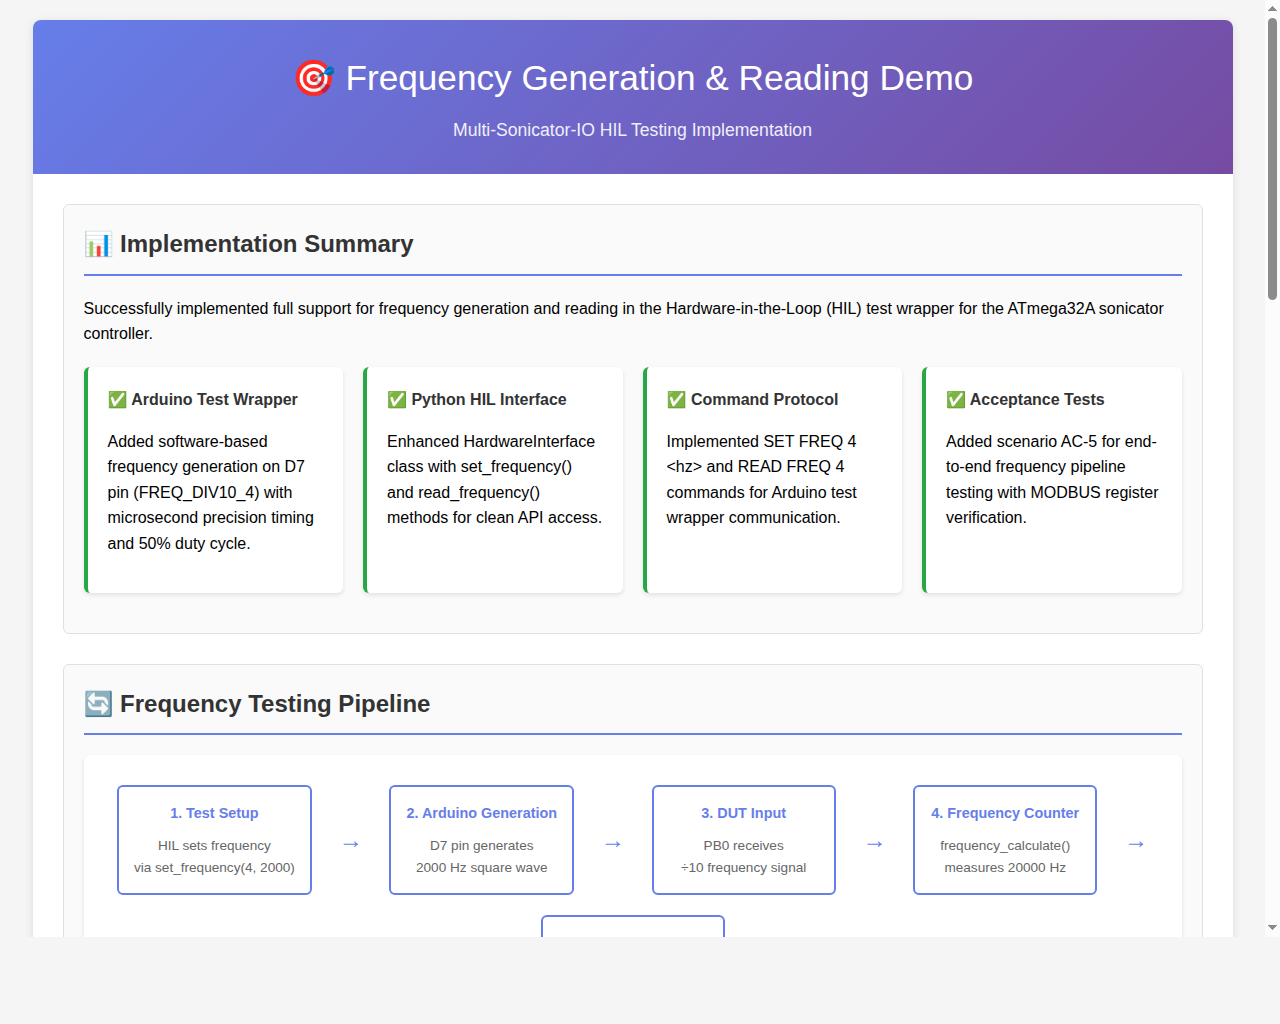 🎯 Frequency Generation & Reading Demo
Multi-Sonicator-IO HIL Testing Implementation
📊 Implementation Summary
Successfully implemented full support for frequency generation and reading in the Hardware-in-the-Loop (HIL) test wrapper for the ATmega32A sonicator
controller.
✅ Arduino Test Wrapper
Added software-based
frequency generation on D7
pin (FREQ_DIV10_4) with
microsecond precision timing
and 50% duty cycle.
✅ Python HIL Interface
Enhanced HardwareInterface
class with set_frequency()
and read_frequency()
methods for clean API access.
✅ Command Protocol
Implemented SET FREQ 4
<hz> and READ FREQ 4
commands for Arduino test
wrapper communication.
✅ Acceptance Tests
Added scenario AC-5 for end-
to-end frequency pipeline
testing with MODBUS register
verification.
🔄 Frequency Testing Pipeline
1. Test Setup
HIL sets frequency
via set_frequency(4, 2000)
→
2. Arduino Generation
D7 pin generates
2000 Hz square wave
→
3. DUT Input
PB0 receives
÷10 frequency signal
→
4. Frequency Counter
frequency_calculate()
measures 20000 Hz
→